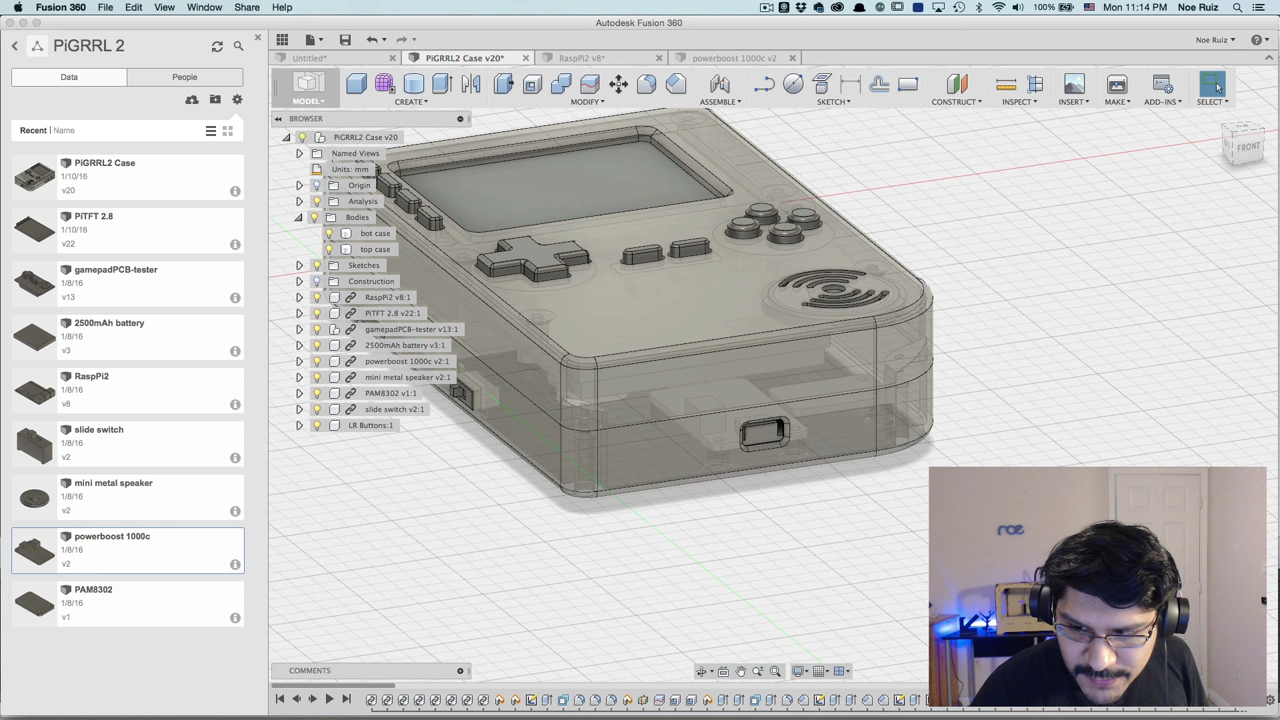 Fusion 360 File Edit View Window Share Help
100% Mon 11:14 PM Noe Ruiz
Autodesk Fusion 360
PiGRRL 2
Noe Ruiz
Untitled* PiGRRL2 Case v20* RaspPi2 v8* powerboost 1000c v2
Data People
MODEL CREATE MODIFY ASSEMBLE SKETCH CONSTRUCT INSPECT INSERT MAKE ADD-INS SELECT
Recent Name
BROWSER
PiGRRL2 Case v20
Named Views
Units: mm
Origin
Analysis
Bodies
bot case
top case
Sketches
Construction
RaspPi2 v8:1
PiTFT 2.8 v22:1
gamepadPCB-tester v13:1
2500mAh battery v3:1
powerboost 1000c v2:1
mini metal speaker v2:1
PAM8302 v1:1
slide switch v2:1
LR Buttons:1
PiGRRL2 Case
1/10/16
v20
PiTFT 2.8
1/10/16
v22
gamepadPCB-tester
1/8/16
v13
2500mAh battery
1/8/16
v3
RaspPi2
1/8/16
v8
slide switch
1/8/16
v2
mini metal speaker
1/8/16
v2
powerboost 1000c
1/8/16
v2
PAM8302
1/8/16
v1
FRONT
noe
COMMENTS